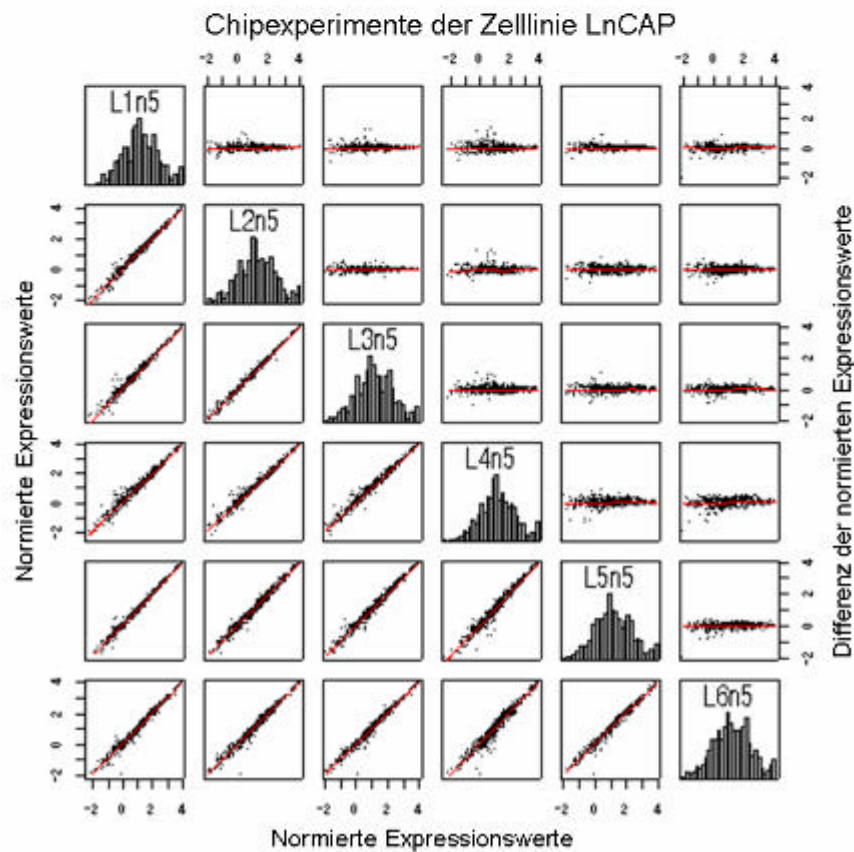 Chipexperimente der Zelllinie LnCAP
-2 0 2 4 -2 0 2 4 -2 0 2 4
L1n5
4
2
0
-2
L2n5
2
0
-2
L3n5
4
2
0
-2
L4n5
4
2
0
-2
L5n5
4
2
0
-2
L6n5
4
2
0
-2
-2 0 2 4 -2 0 2 4 -2 0 2 4
Normierte Expressionswerte
Normierte Expressionswerte
Differenz der normierten Expressionswerte